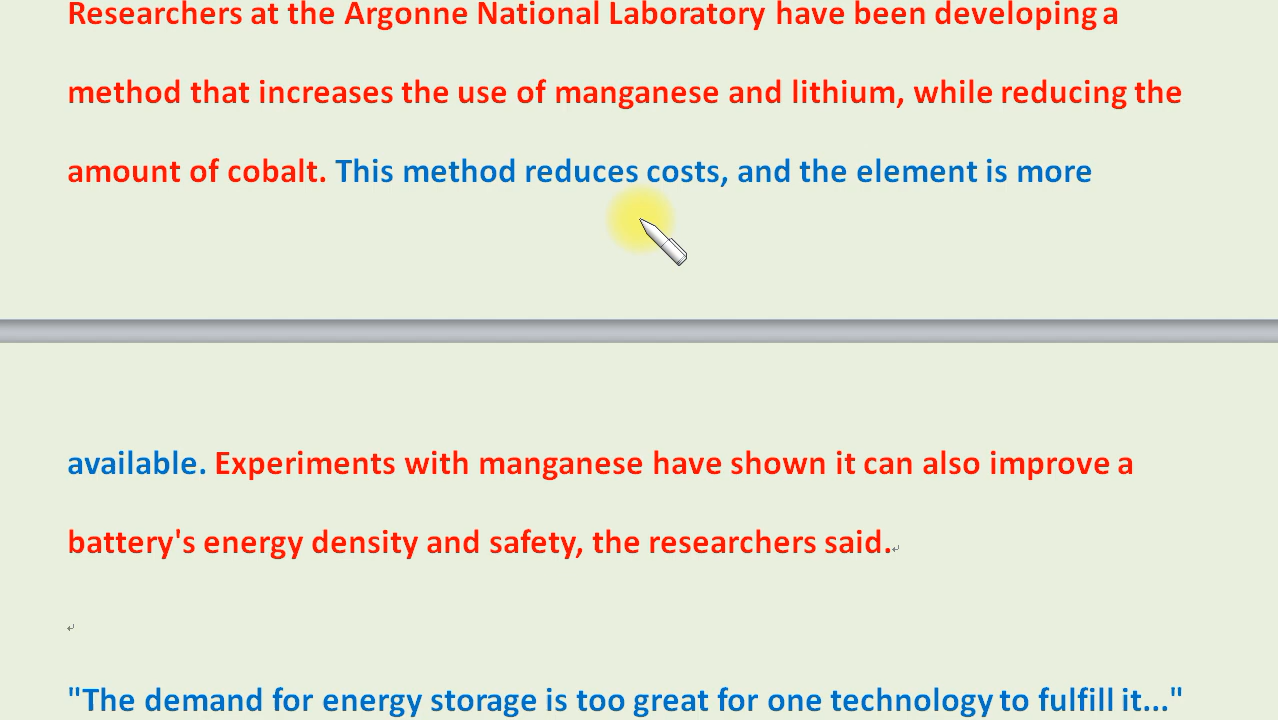 Researchers at the Argonne National Laboratory have been developing a
method that increases the use of manganese and lithium, while reducing the
amount of cobalt. This method reduces costs, and the element is more
available. Experiments with manganese have shown it can also improve a
battery's energy density and safety, the researchers said.
"The demand for energy storage is too great for one technology to fulfill it..."